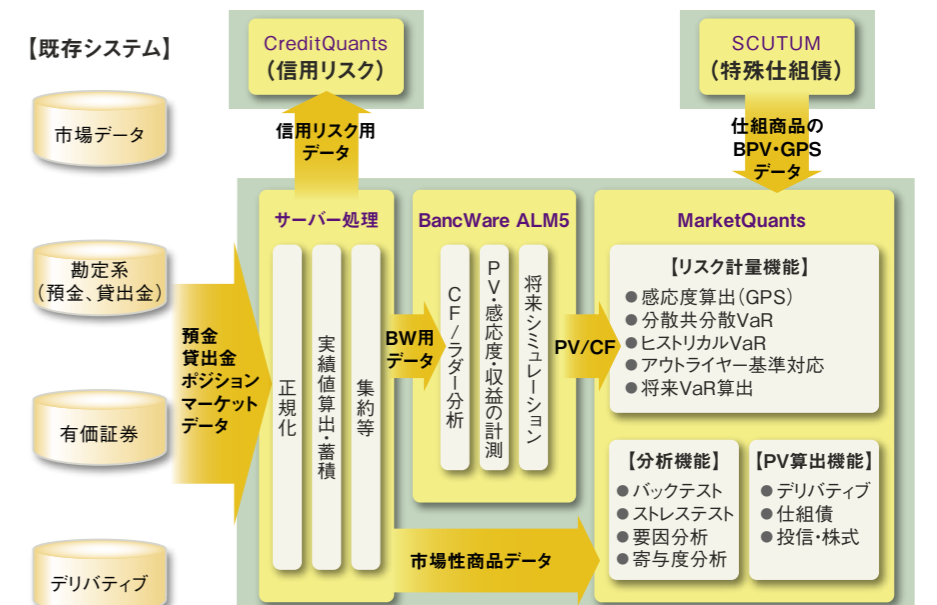 【既存システム】
市場データ
勘定系
(預金、貸出金)
有価証券
デリバティブ
預金
貸出金
ポジション
マーケット
データ
CreditQuants
(信用リスク)
信用リスク用
データ
サーバー処理
正規化
実績値算出・蓄積
集約等
BW用
データ
BancWare ALM5
CF/ラダー分析
PV・感応度・収益の計測
将来シミュレーション
PV/CF
市場性商品データ
SCUTUM
(特殊仕組債)
仕組商品の
BPV・GPS
データ
MarketQuants
【リスク計量機能】
●感応度算出(GPS)
●分散共分散VaR
●ヒストリカルVaR
●アウトライヤー基準対応
●将来VaR算出
【分析機能】
●バックテスト
●ストレステスト
●要因分析
●寄与度分析
【PV算出機能】
●デリバティブ
●仕組債
●投信・株式